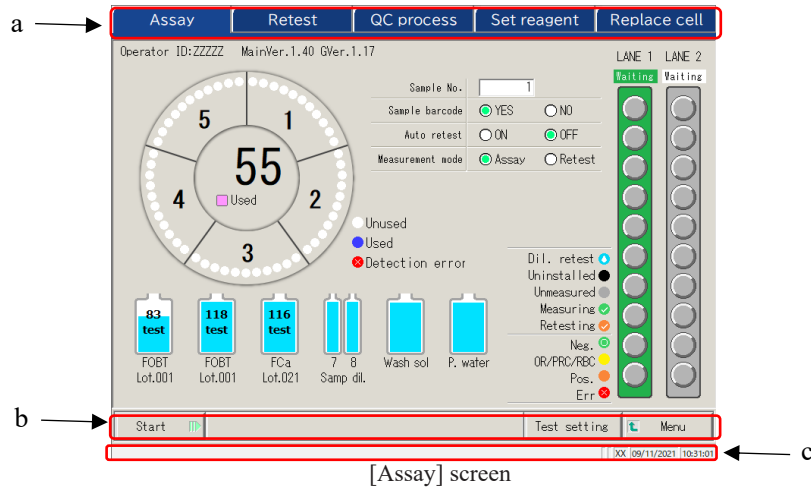 a
Assay Retest QC process Set reagent Replace cell
Operator ID:ZZZZZ MainVer.1.40 GVer.1.17
LANE 1 LANE 2
Waiting Waiting
Sample No. 1
Sample barcode YES NO
Auto retest ON OFF
Measurement mode Assay Retest
5 1
55
Used
4 2
3
Unused
Used
Detection error
Dil. retest
Uninstalled
Unmeasured
Measuring
Retesting
Neg.
OR/PRC/RBC
Pos.
Err
83 118 116
test test test
FOBT FOBT FCa 7 8 Wash sol P. water
Lot.001 Lot.001 Lot.021 Samp dil.
b
Start Test setting Menu
XX 09/11/2021 10:31:01
c
[Assay] screen